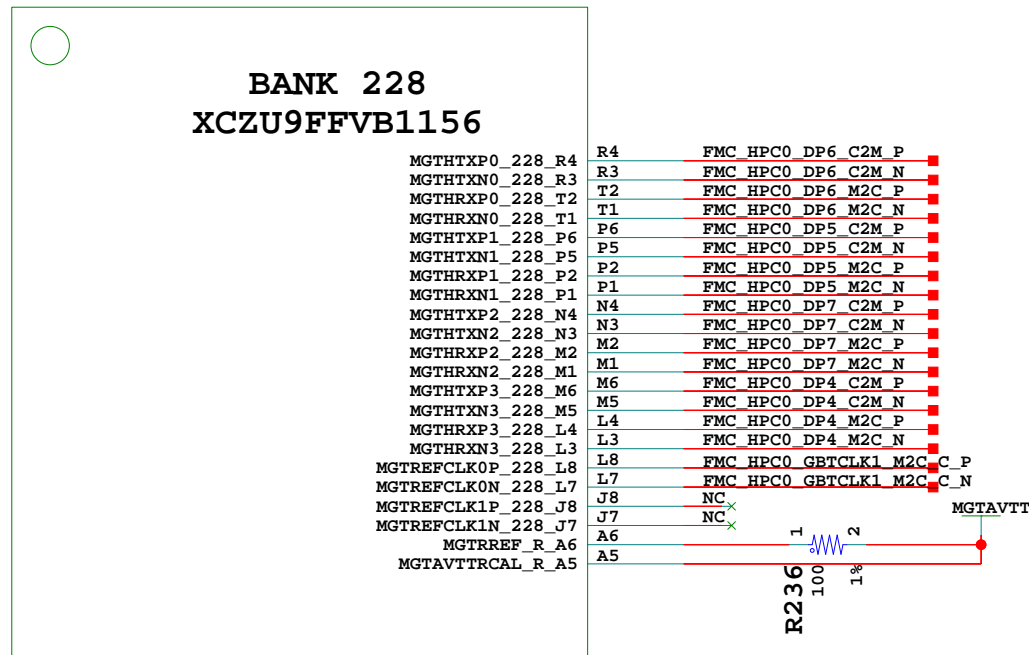 BANK 228
XCZU9FFVB1156
MGTHTXP0_228_R4 R4 FMC_HPC0_DP6_C2M_P
MGTHTXN0_228_R3 R3 FMC_HPC0_DP6_C2M_N
MGTHRXP0_228_T2 T2 FMC_HPC0_DP6_M2C_P
MGTHRXN0_228_T1 T1 FMC_HPC0_DP6_M2C_N
MGTHTXP1_228_P6 P6 FMC_HPC0_DP5_C2M_P
MGTHTXN1_228_P5 P5 FMC_HPC0_DP5_C2M_N
MGTHRXP1_228_P2 P2 FMC_HPC0_DP5_M2C_P
MGTHRXN1_228_P1 P1 FMC_HPC0_DP5_M2C_N
MGTHTXP2_228_N4 N4 FMC_HPC0_DP7_C2M_P
MGTHTXN2_228_N3 N3 FMC_HPC0_DP7_C2M_N
MGTHRXP2_228_M2 M2 FMC_HPC0_DP7_M2C_P
MGTHRXN2_228_M1 M1 FMC_HPC0_DP7_M2C_N
MGTHTXP3_228_M6 M6 FMC_HPC0_DP4_C2M_P
MGTHTXN3_228_M5 M5 FMC_HPC0_DP4_C2M_N
MGTHRXP3_228_L4 L4 FMC_HPC0_DP4_M2C_P
MGTHRXN3_228_L3 L3 FMC_HPC0_DP4_M2C_N
MGTREFCLK0P_228_L8 L8 FMC_HPC0_GBTCLK1_M2C_C_P
MGTREFCLK0N_228_L7 L7 FMC_HPC0_GBTCLK1_M2C_C_N
MGTREFCLK1P_228_J8 J8 NC
MGTREFCLK1N_228_J7 J7 NC
MGTAVTT
MGTRREF_R_A6 A6 1 2
MGTAVTTRCAL_R_A5 A5
R236
100
1%